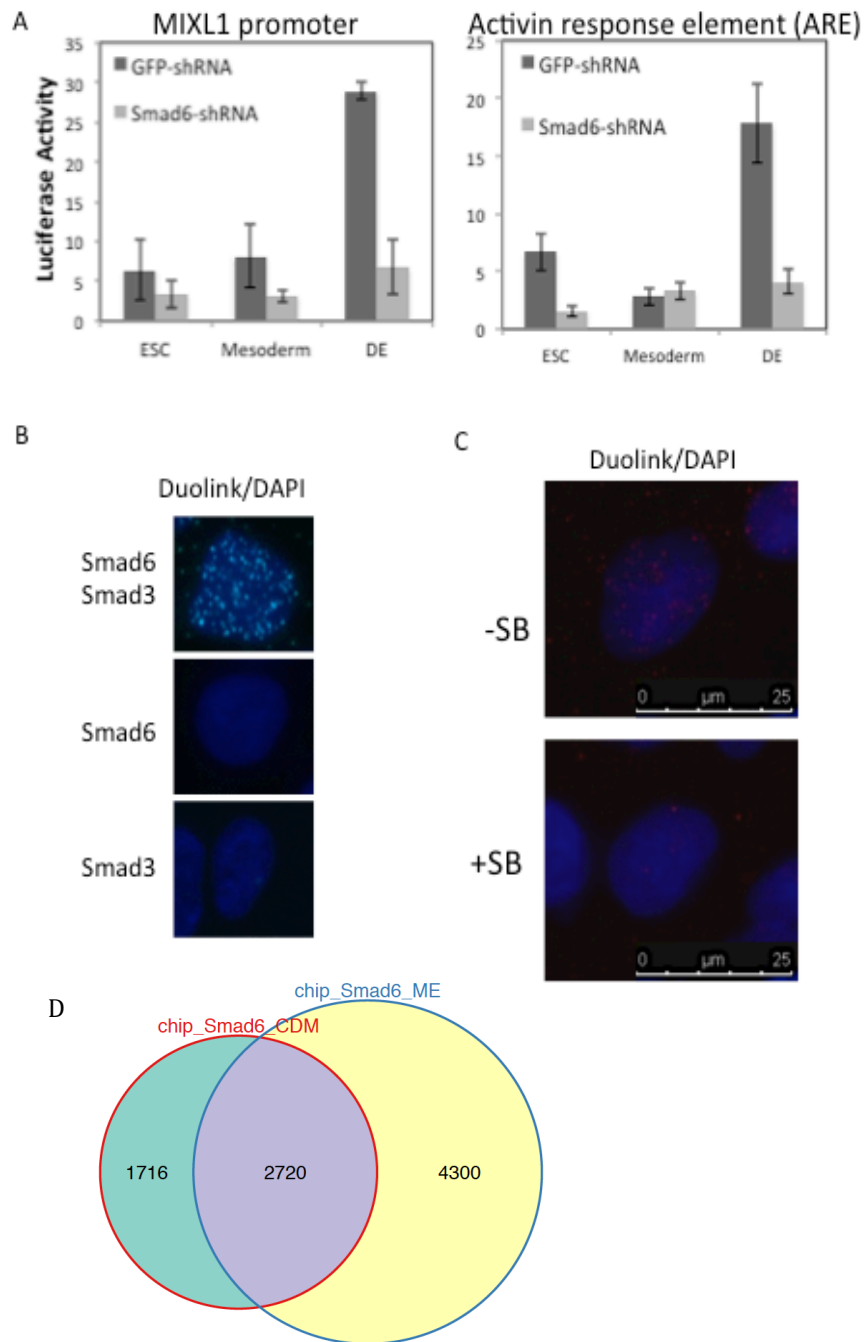 A
MIXL1 promoter
35
30
25
20
15
10
5
0
Luciferase Activity
GFP-shRNA
Smad6-shRNA
ESC Mesoderm DE
Activin response element (ARE)
25
20
15
10
5
0
GFP-shRNA
Smad6-shRNA
ESC Mesoderm DE
B
Duolink/DAPI
Smad6
Smad3
Smad6
Smad3
C
Duolink/DAPI
-SB
0 µm 25
+SB
0 µm 25
D
chip_Smad6_ME
chip_Smad6_CDM
1716 2720 4300